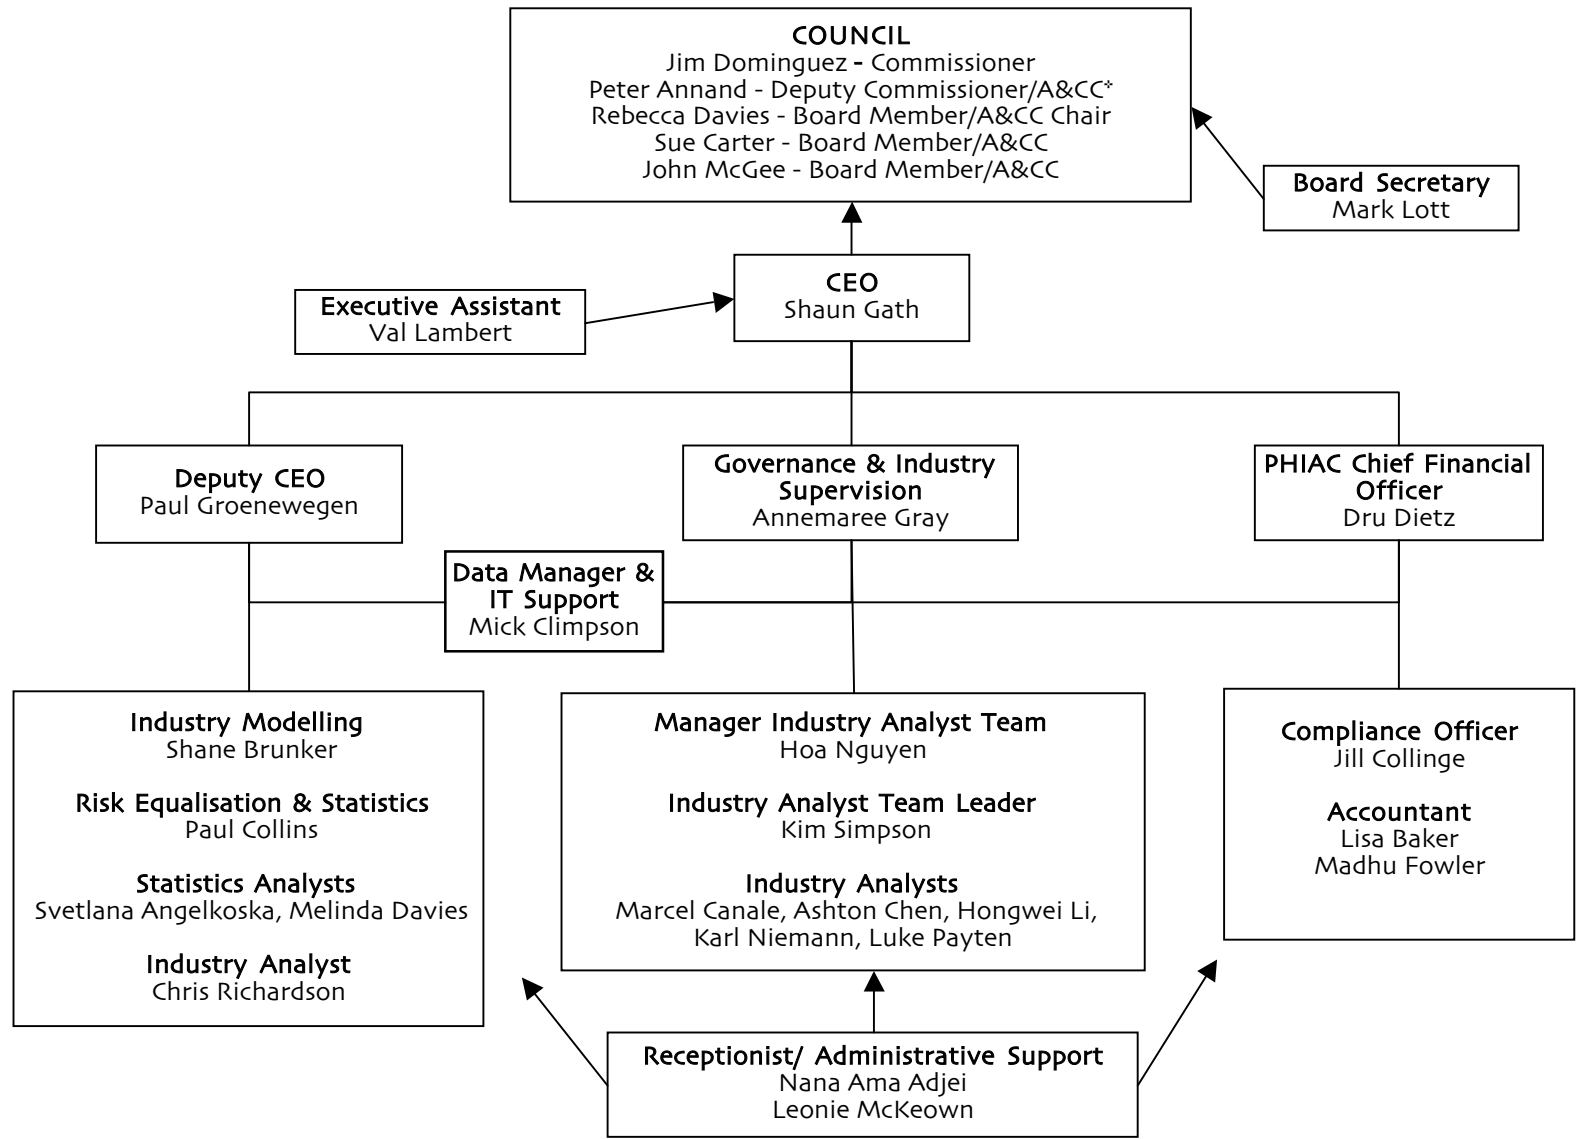 COUNCIL
Jim Dominguez - Commissioner
Peter Annand - Deputy Commissioner/A&CC⁺
Rebecca Davies - Board Member/A&CC Chair
Sue Carter - Board Member/A&CC
John McGee - Board Member/A&CC
Board Secretary
Mark Lott
CEO
Shaun Gath
Executive Assistant
Val Lambert
Deputy CEO
Paul Groenewegen
Governance & Industry
Supervision
Annemaree Gray
PHIAC Chief Financial
Officer
Dru Dietz
Data Manager &
IT Support
Mick Climpson
Industry Modelling
Shane Brunker
Risk Equalisation & Statistics
Paul Collins
Statistics Analysts
Svetlana Angelkoska, Melinda Davies
Industry Analyst
Chris Richardson
Manager Industry Analyst Team
Hoa Nguyen
Industry Analyst Team Leader
Kim Simpson
Industry Analysts
Marcel Canale, Ashton Chen, Hongwei Li,
Karl Niemann, Luke Payten
Compliance Officer
Jill Collinge
Accountant
Lisa Baker
Madhu Fowler
Receptionist/ Administrative Support
Nana Ama Adjei
Leonie McKeown